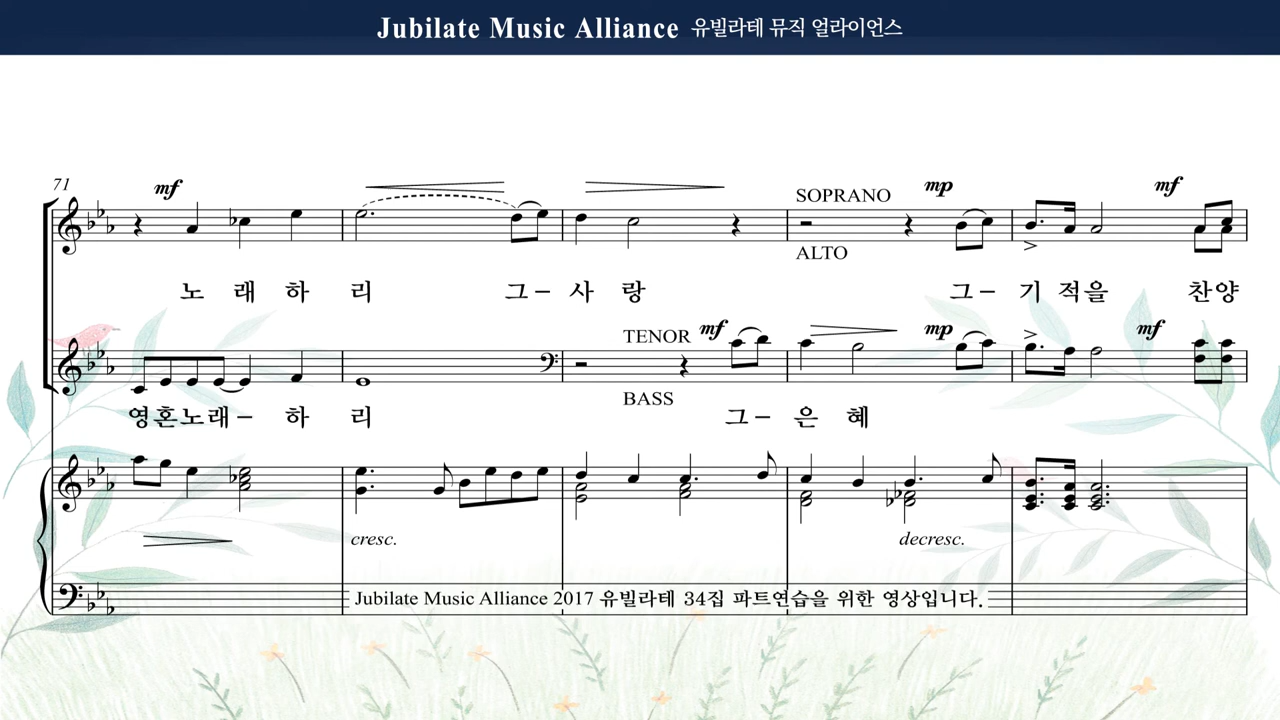 Jubilate Music Alliance 유빌라테 뮤직 얼라이언스
71
mf
SOPRANO
mp
mf
ALTO
노 래 하 리 그– 사 랑 그– 기 적을 찬양
TENOR
mf
mp
mf
BASS
영혼노래– 하 리 그– 은 혜
cresc.
decresc.
Jubilate Music Alliance 2017 유빌라테 34집 파트연습을 위한 영상입니다.